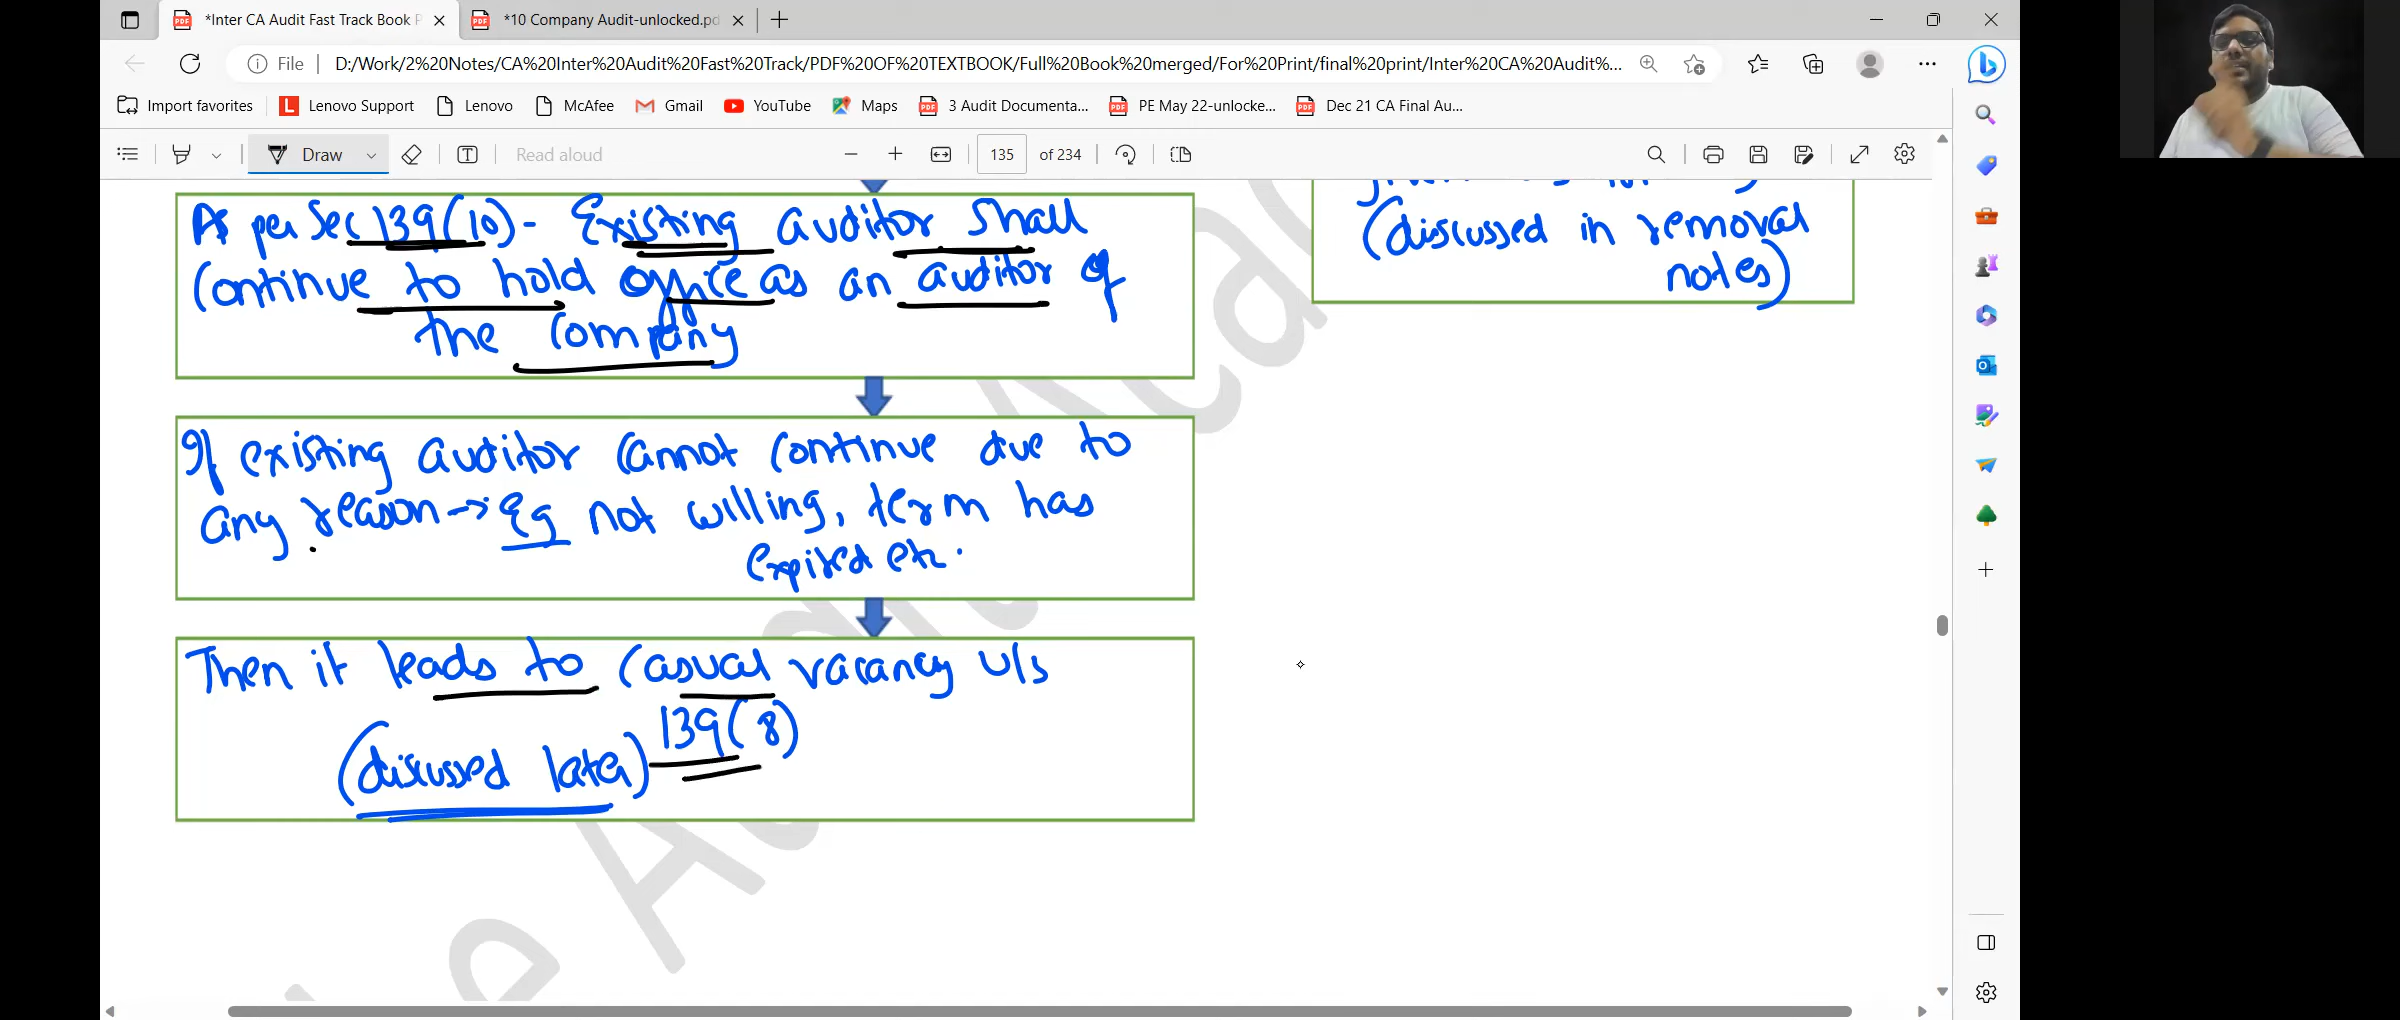 *Inter CA Audit Fast Track Book P
*10 Company Audit-unlocked.pd
File
D:/Work/2%20Notes/CA%20Inter%20Audit%20Fast%20Track/PDF%20OF%20TEXTBOOK/Full%20Book%20merged/For%20Print/final%20print/Inter%20CA%20Audit%...
Import favorites
Lenovo Support
Lenovo
McAfee
Gmail
YouTube
Maps
3 Audit Documenta...
PE May 22-unlocke...
Dec 21 CA Final Au...
Draw
Read aloud
135 of 234
As per Sec 139(10)- Existing auditor shall
continue to hold office as an auditor of
the company
(discussed in removal
notes)
If existing auditor cannot continue due to
any reason → Eg not willing, term has
expired etc.
Then it leads to casual vacancy u/s
139(8)
(discussed later)